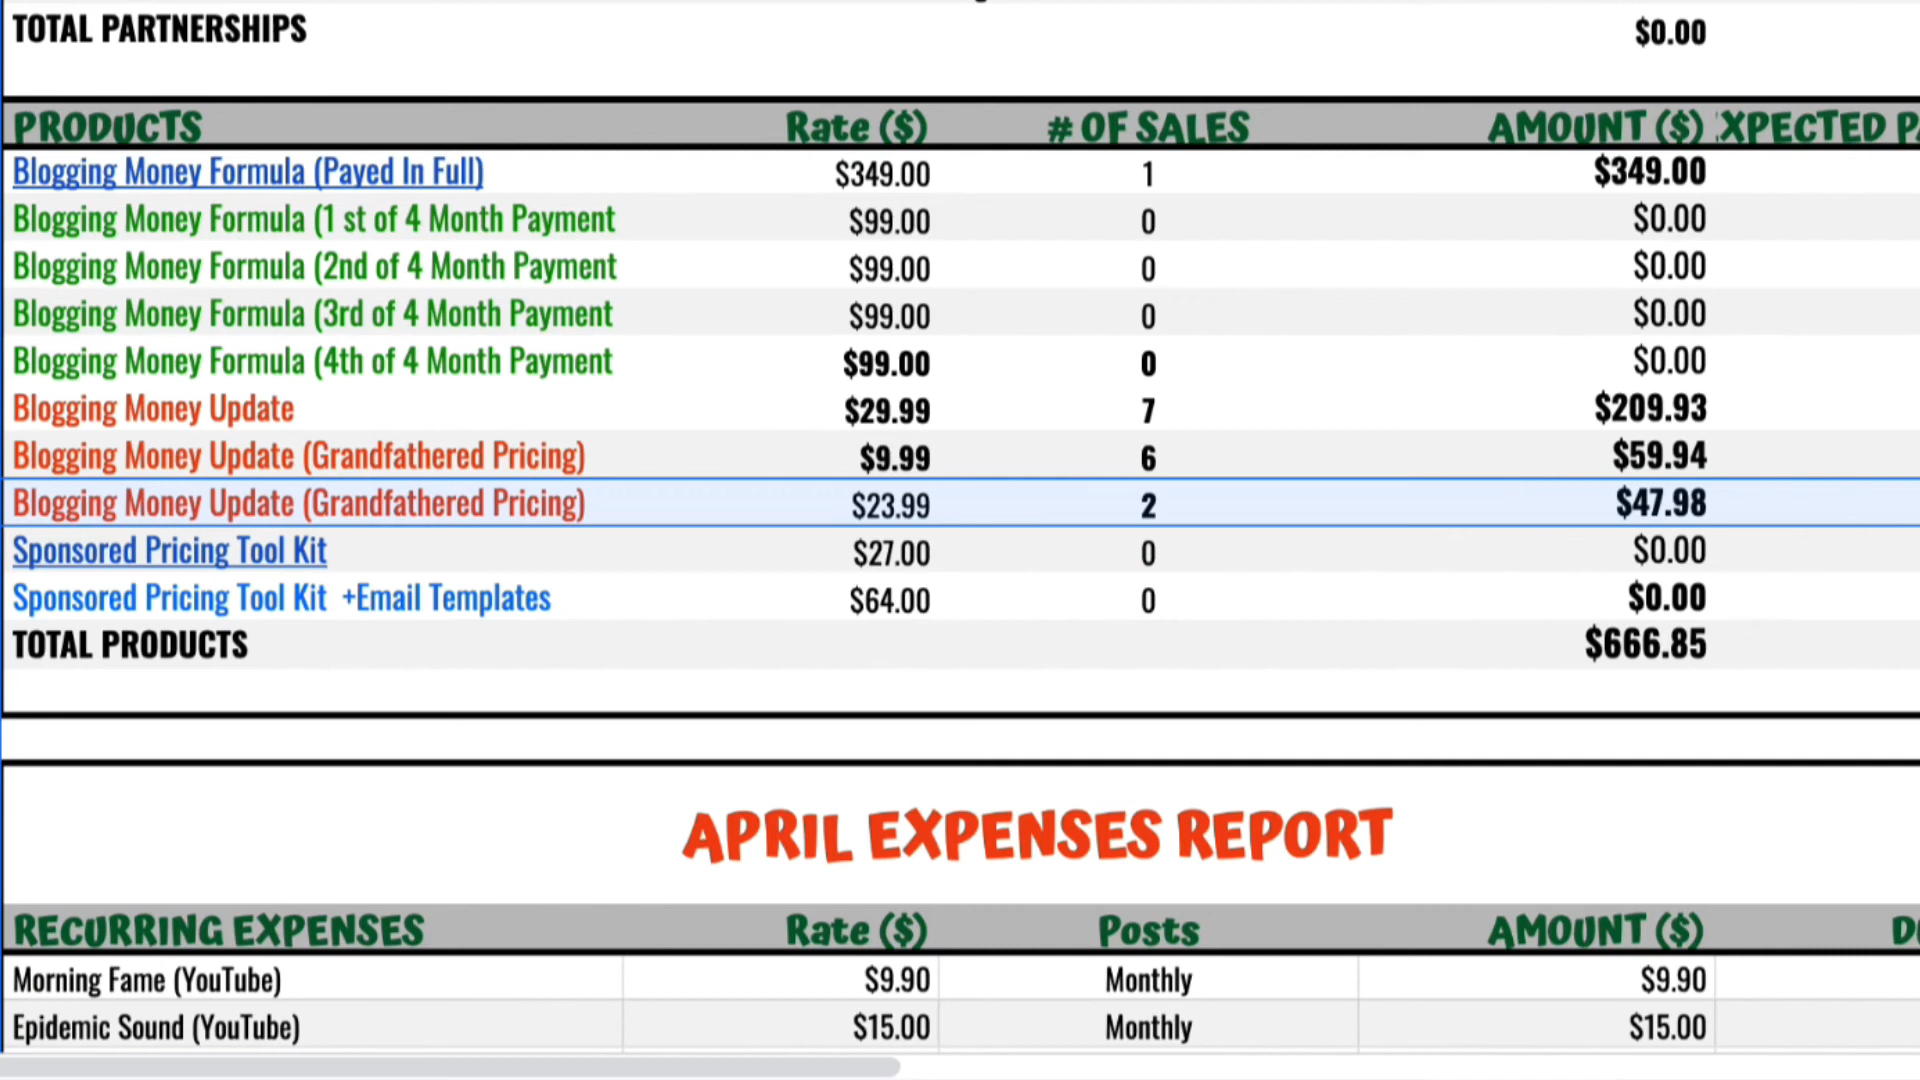 TOTAL PARTNERSHIPS $0.00
PRODUCTS Rate ($) # OF SALES AMOUNT ($) XPECTED PA
Blogging Money Formula (Payed In Full) $349.00 1 $349.00
Blogging Money Formula (1 st of 4 Month Payment $99.00 0 $0.00
Blogging Money Formula (2nd of 4 Month Payment $99.00 0 $0.00
Blogging Money Formula (3rd of 4 Month Payment $99.00 0 $0.00
Blogging Money Formula (4th of 4 Month Payment $99.00 0 $0.00
Blogging Money Update $29.99 7 $209.93
Blogging Money Update (Grandfathered Pricing) $9.99 6 $59.94
Blogging Money Update (Grandfathered Pricing) $23.99 2 $47.98
Sponsored Pricing Tool Kit $27.00 0 $0.00
Sponsored Pricing Tool Kit +Email Templates $64.00 0 $0.00
TOTAL PRODUCTS $666.85
APRIL EXPENSES REPORT
RECURRING EXPENSES Rate ($) Posts AMOUNT ($)
Morning Fame (YouTube) $9.90 Monthly $9.90
Epidemic Sound (YouTube) $15.00 Monthly $15.00